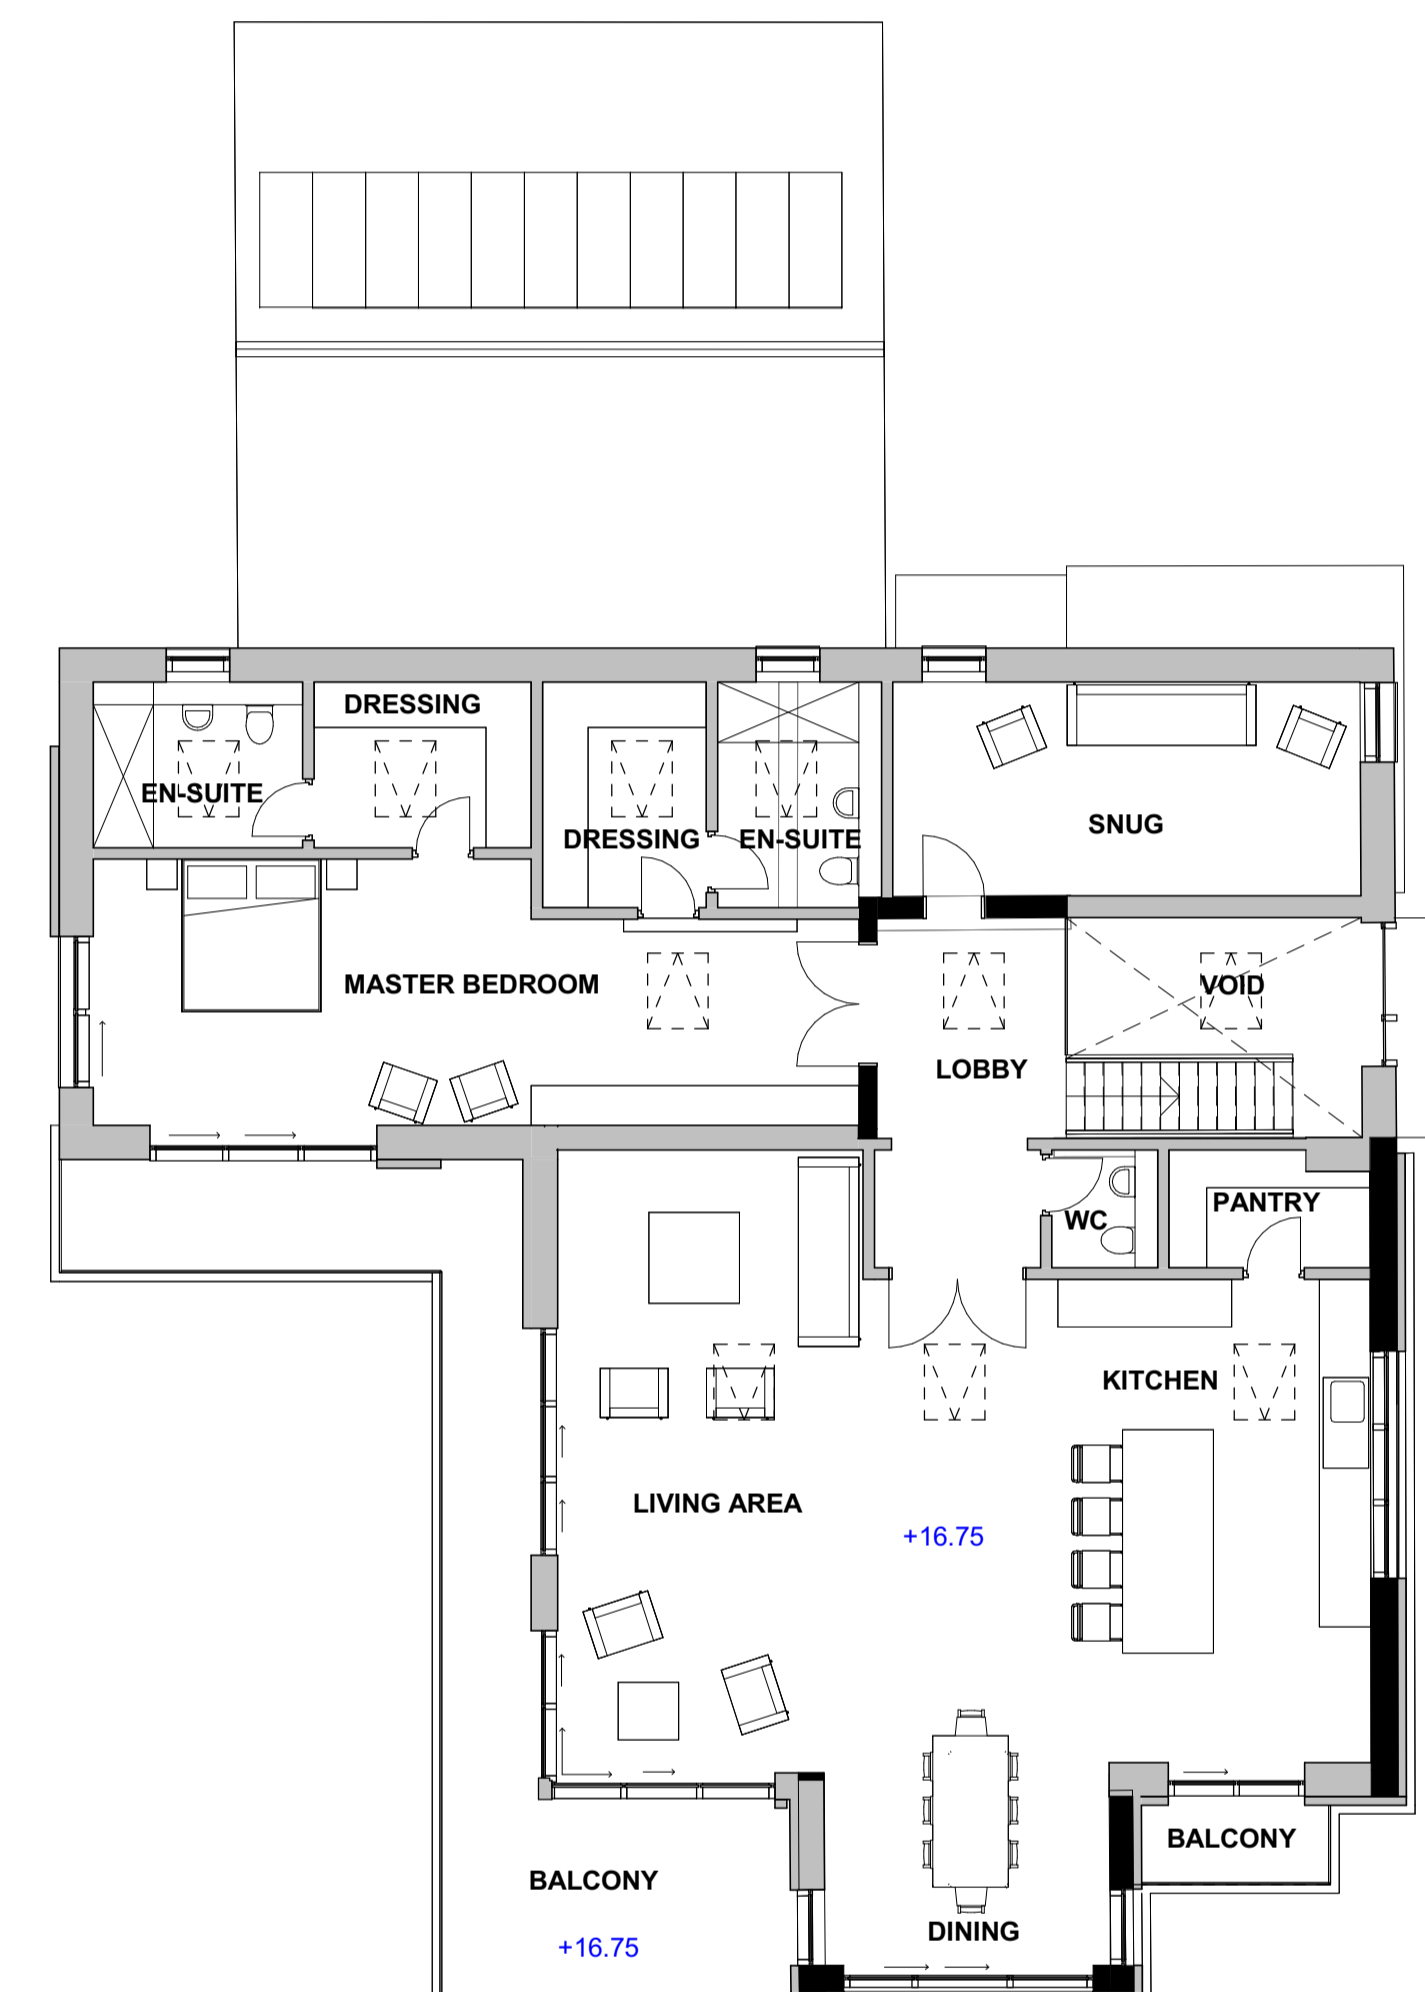 DRESSING
EN-SUITE
DRESSING
EN-SUITE
SNUG
MASTER BEDROOM
VOID
LOBBY
WC
PANTRY
KITCHEN
LIVING AREA
+16.75
BALCONY
BALCONY
DINING
+16.75